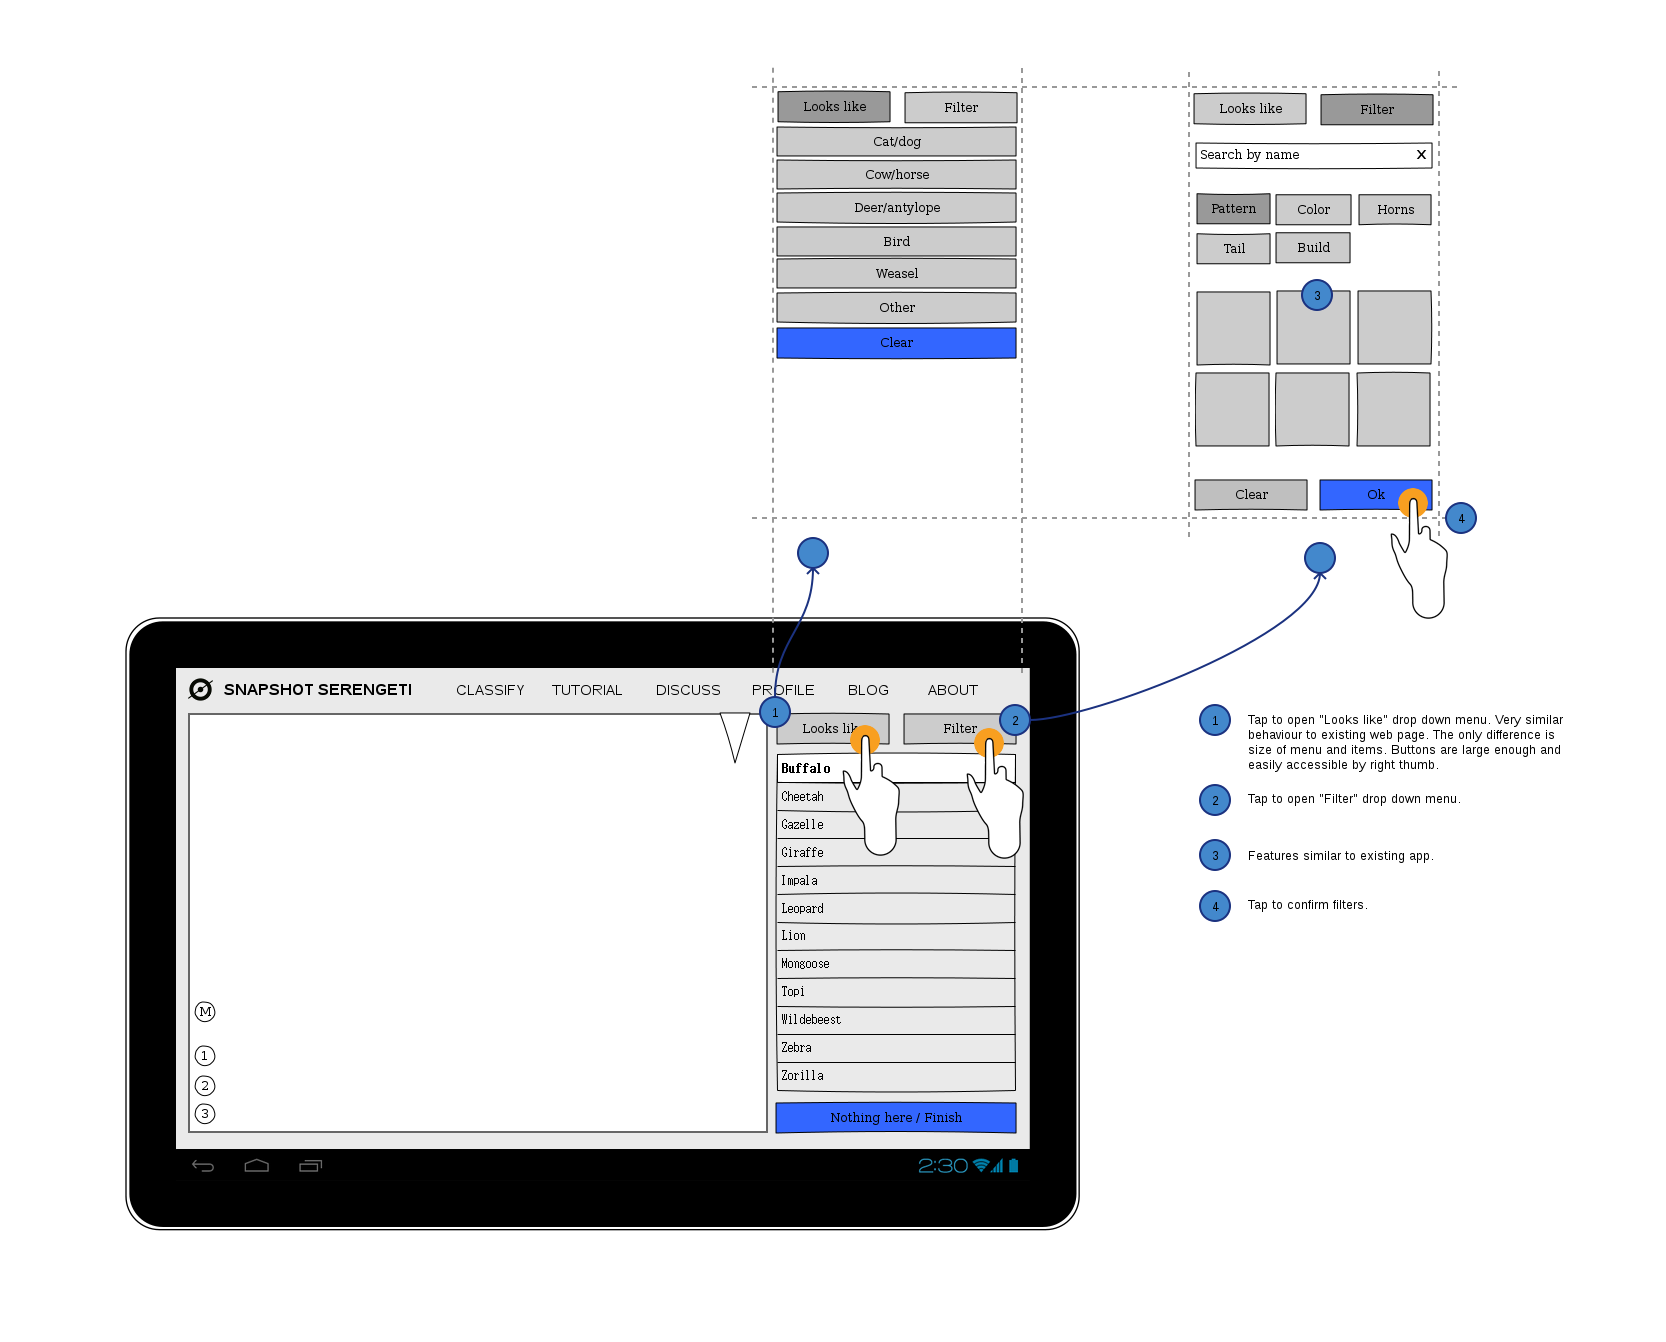 Looks like
Filter
Cat/dog
Cow/horse
Deer/antylope
Bird
Weasel
Other
Clear
Looks like
Filter
Search by name X
Pattern
Color
Horns
Tail
Build
3
Clear
Ok
4
SNAPSHOT SERENGETI
CLASSIFY
TUTORIAL
DISCUSS
PROFILE
BLOG
ABOUT
1
Looks lik
Filter
2
Buffalo
Cheetah
Gazelle
Giraffe
Impala
Leopard
Lion
Mongoose
Topi
Wildebeest
Zebra
Zorilla
Nothing here / Finish
M
1
2
3
2:30
1
Tap to open "Looks like" drop down menu. Very similar
behaviour to existing web page. The only difference is
size of menu and items. Buttons are large enough and
easily accessible by right thumb.
2
Tap to open "Filter" drop down menu.
3
Features similar to existing app.
4
Tap to confirm filters.